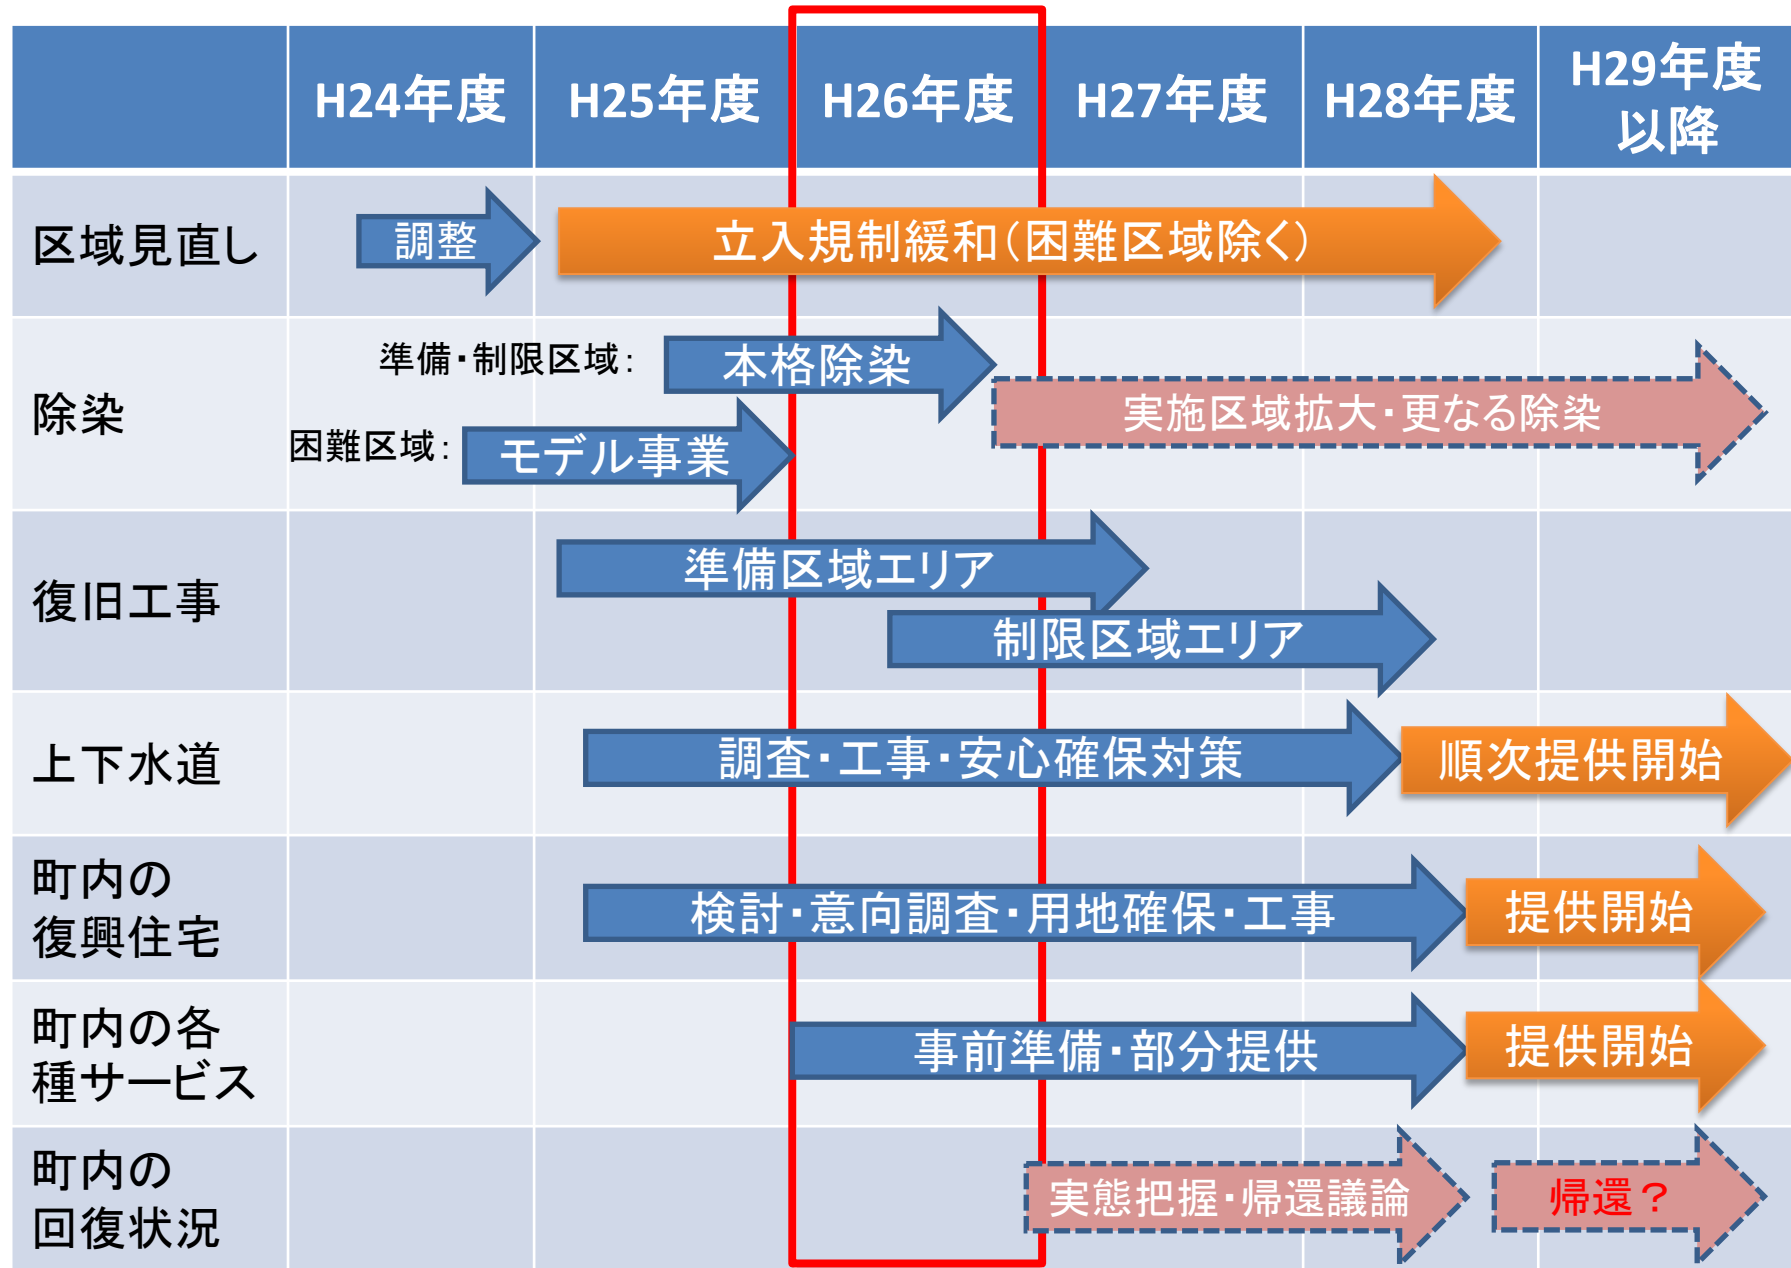 H24年度
H25年度
H26年度
H27年度
H28年度
H29年度
以降
区域見直し
調整
立入規制緩和(困難区域除く)
除染
準備・制限区域:
本格除染
実施区域拡大・更なる除染
困難区域:
モデル事業
復旧工事
準備区域エリア
制限区域エリア
上下水道
調査・工事・安心確保対策
順次提供開始
町内の
復興住宅
検討・意向調査・用地確保・工事
提供開始
町内の各
種サービス
事前準備・部分提供
提供開始
町内の
回復状況
実態把握・帰還議論
帰還？